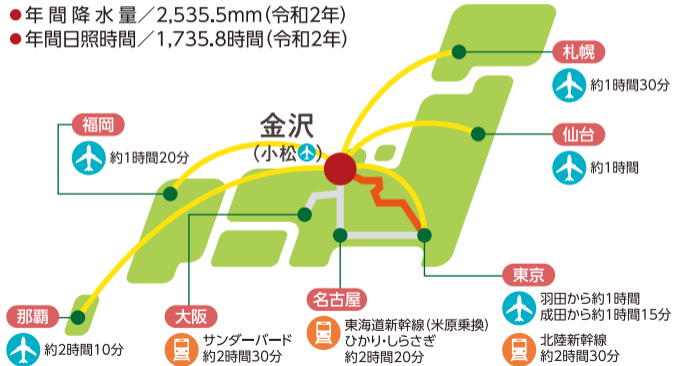 ●年間降水量／2,535.5mm（令和2年）
●年間日照時間／1,735.8時間（令和2年）
札幌
約1時間30分
福岡
約1時間20分
金沢
（小松）
仙台
約1時間
東京
羽田から約1時間
成田から約1時間15分
北陸新幹線
約2時間30分
名古屋
東海道新幹線（米原乗換）
ひかり・しらさぎ
約2時間20分
大阪
サンダーバード
約2時間30分
那覇
約2時間10分